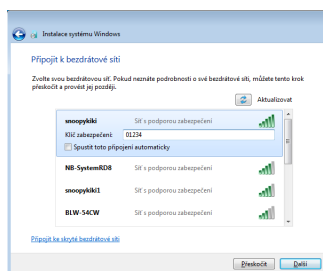 Instalace systému Windows
Připojit k bezdrátové síti
Zvolte svou bezdrátovou síť. Pokud neznáte podrobnosti o své bezdrátové síti, můžete tento krok
přeskočit a provést jej později.
Aktualizovat
snoopykiki Síť s podporou zabezpečení
Klíč zabezpečení: 01234
Spustit toto připojení automaticky
NB-SystemRD8 Síť s podporou zabezpečení
snoopykiki1 Síť s podporou zabezpečení
BLW-54CW Síť s podporou zabezpečení
Připojit ke skryté bezdrátové síti
Přeskočit Další